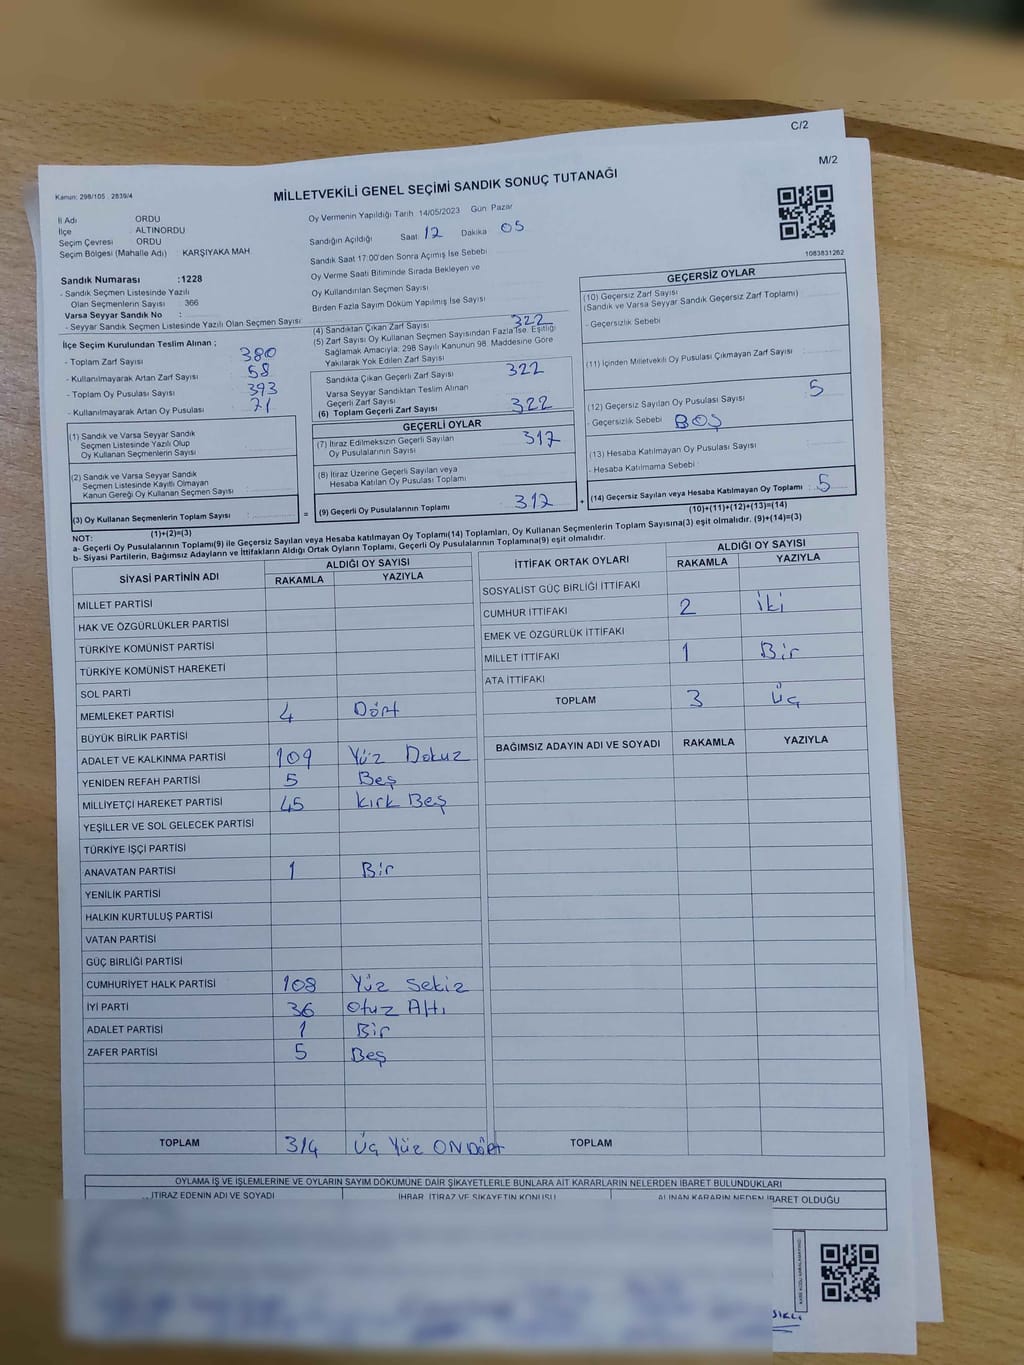 C/2
M/2
Kanun: 298/105 , 2839/4
MİLLETVEKİLİ GENEL SEÇİMİ SANDIK SONUÇ TUTANAĞI
İl Adı : ORDU
İlçe : ALTINORDU
Seçim Çevresi : ORDU
Seçim Bölgesi (Mahalle Adı) : KARŞIYAKA MAH.
Oy Vermenin Yapıldığı Tarih: 14/05/2023 Gün: Pazar
Sandığın Açıldığı Saat: 12 Dakika 05
Sandık Saat 17:00'den Sonra Açımış İse Sebebi
Oy Verme Saati Bitiminde Sırada Bekleyen ve
Oy Kullandırılan Seçmen Sayısı
Birden Fazla Sayım Döküm Yapılmış İse Sayısı
1083831262
Sandık Numarası :1228
- Sandık Seçmen Listesinde Yazılı
Olan Seçmenlerin Sayısı : 366
Varsa Seyyar Sandık No :
- Seyyar Sandık Seçmen Listesinde Yazılı Olan Seçmen Sayısı:
İlçe Seçim Kurulundan Teslim Alınan ;
- Toplam Zarf Sayısı : 380
- Kullanılmayarak Artan Zarf Sayısı : 58
- Toplam Oy Pusulası Sayısı : 393
- Kullanılmayarak Artan Oy Pusulası : 71
(1) Sandık ve Varsa Seyyar Sandık
Seçmen Listesinde Yazılı Olup
Oy Kullanan Seçmenlerin Sayısı :
(2) Sandık ve Varsa Seyyar Sandık
Seçmen Listesinde Kayıtlı Olmayan
Kanun Gereği Oy Kullanan Seçmen Sayısı :
(3) Oy Kullanan Seçmenlerin Toplam Sayısı :
(1)+(2)=(3)
(4) Sandıktan Çıkan Zarf Sayısı 322
(5) Zarf Sayısı Oy Kullanan Seçmen Sayısından Fazla İse, Eşitliği
Sağlamak Amacıyla, 298 Sayılı Kanunun 98. Maddesine Göre
Yakılarak Yok Edilen Zarf Sayısı
Sandıkta Çıkan Geçerli Zarf Sayısı 322
Varsa Seyyar Sandıktan Teslim Alınan
Geçerli Zarf Sayısı
(6) Toplam Geçerli Zarf Sayısı 322
GEÇERLİ OYLAR
(7) İtiraz Edilmeksizin Geçerli Sayılan
Oy Pusulalarının Sayısı 317
(8) İtiraz Üzerine Geçerli Sayılan veya
Hesaba Katılan Oy Pusulası Toplamı
= (9) Geçerli Oy Pusulalarının Toplamı 317 +
GEÇERSİZ OYLAR
(10) Geçersiz Zarf Sayısı
(Sandık ve Varsa Seyyar Sandık Geçersiz Zarf Toplamı)
- Geçersizlik Sebebi
(11) İçinden Milletvekili Oy Pusulası Çıkmayan Zarf Sayısı
(12) Geçersiz Sayılan Oy Pusulası Sayısı 5
- Geçersizlik Sebebi BOŞ
(13) Hesaba Katılmayan Oy Pusulası Sayısı
- Hesaba Katılmama Sebebi
(14) Geçersiz Sayılan veya Hesaba Katılmayan Oy Toplamı : 5
(10)+(11)+(12)+(13)=(14)
NOT:
a- Geçerli Oy Pusulalarının Toplamı(9) ile Geçersiz Sayılan veya Hesaba katılmayan Oy Toplamı(14) Toplamları, Oy Kullanan Seçmenlerin Toplam Sayısına(3) eşit olmalıdır. (9)+(14)=(3)
b- Siyasi Partilerin, Bağımsız Adayların ve İttifakların Aldığı Ortak Oyların Toplamı, Geçerli Oy Pusulalarının Toplamına(9) eşit olmalıdır.
SİYASİ PARTİNİN ADI ALDIĞI OY SAYISI
RAKAMLA YAZIYLA
MİLLET PARTİSİ
HAK VE ÖZGÜRLÜKLER PARTİSİ
TÜRKİYE KOMÜNİST PARTİSİ
TÜRKİYE KOMÜNİST HAREKETİ
SOL PARTİ
MEMLEKET PARTİSİ 4 Dört
BÜYÜK BİRLİK PARTİSİ
ADALET VE KALKINMA PARTİSİ 109 Yüz Dokuz
YENİDEN REFAH PARTİSİ 5 Beş
MİLLİYETÇİ HAREKET PARTİSİ 45 Kırk Beş
YEŞİLLER VE SOL GELECEK PARTİSİ
TÜRKİYE İŞÇİ PARTİSİ
ANAVATAN PARTİSİ 1 Bir
YENİLİK PARTİSİ
HALKIN KURTULUŞ PARTİSİ
VATAN PARTİSİ
GÜÇ BİRLİĞİ PARTİSİ
CUMHURİYET HALK PARTİSİ 108 Yüz Sekiz
İYİ PARTİ 36 Otuz Altı
ADALET PARTİSİ 1 Bir
ZAFER PARTİSİ 5 Beş
TOPLAM 314 Üç Yüz ONDört
İTTİFAK ORTAK OYLARI ALDIĞI OY SAYISI
RAKAMLA YAZIYLA
SOSYALİST GÜÇ BİRLİĞİ İTTİFAKI
CUMHUR İTTİFAKI 2 İki
EMEK VE ÖZGÜRLÜK İTTİFAKI
MİLLET İTTİFAKI 1 Bir
ATA İTTİFAKI
TOPLAM 3 Üç
BAĞIMSIZ ADAYIN ADI VE SOYADI RAKAMLA YAZIYLA
TOPLAM
OYLAMA İŞ VE İŞLEMLERİNE VE OYLARIN SAYIM DÖKÜMÜNE DAİR ŞİKAYETLERLE BUNLARA AİT KARARLARIN NELERDEN İBARET BULUNDUKLARI
İTİRAZ EDENİN ADI VE SOYADI İHBAR, İTİRAZ VE ŞİKAYETİN KONUSU ALINAN KARARIN NEDEN İBARET OLDUĞU